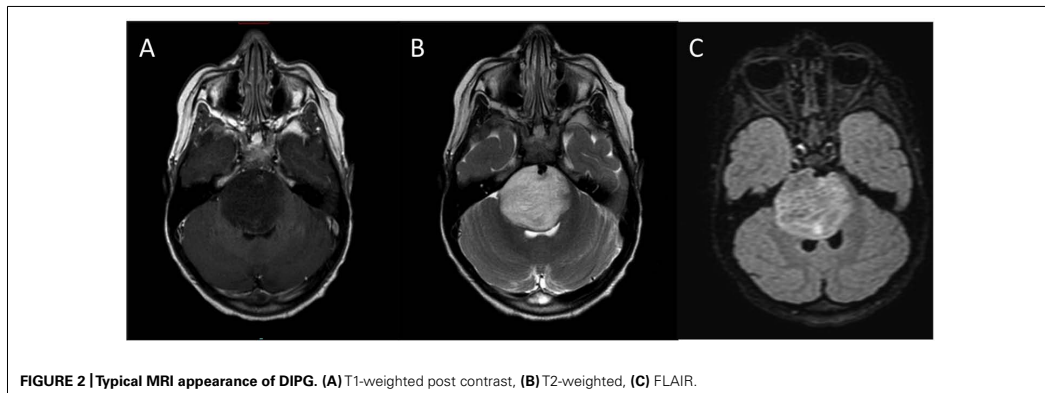 A
B
C
FIGURE 2 | Typical MRI appearance of DIPG. (A) T1-weighted post contrast, (B) T2-weighted, (C) FLAIR.